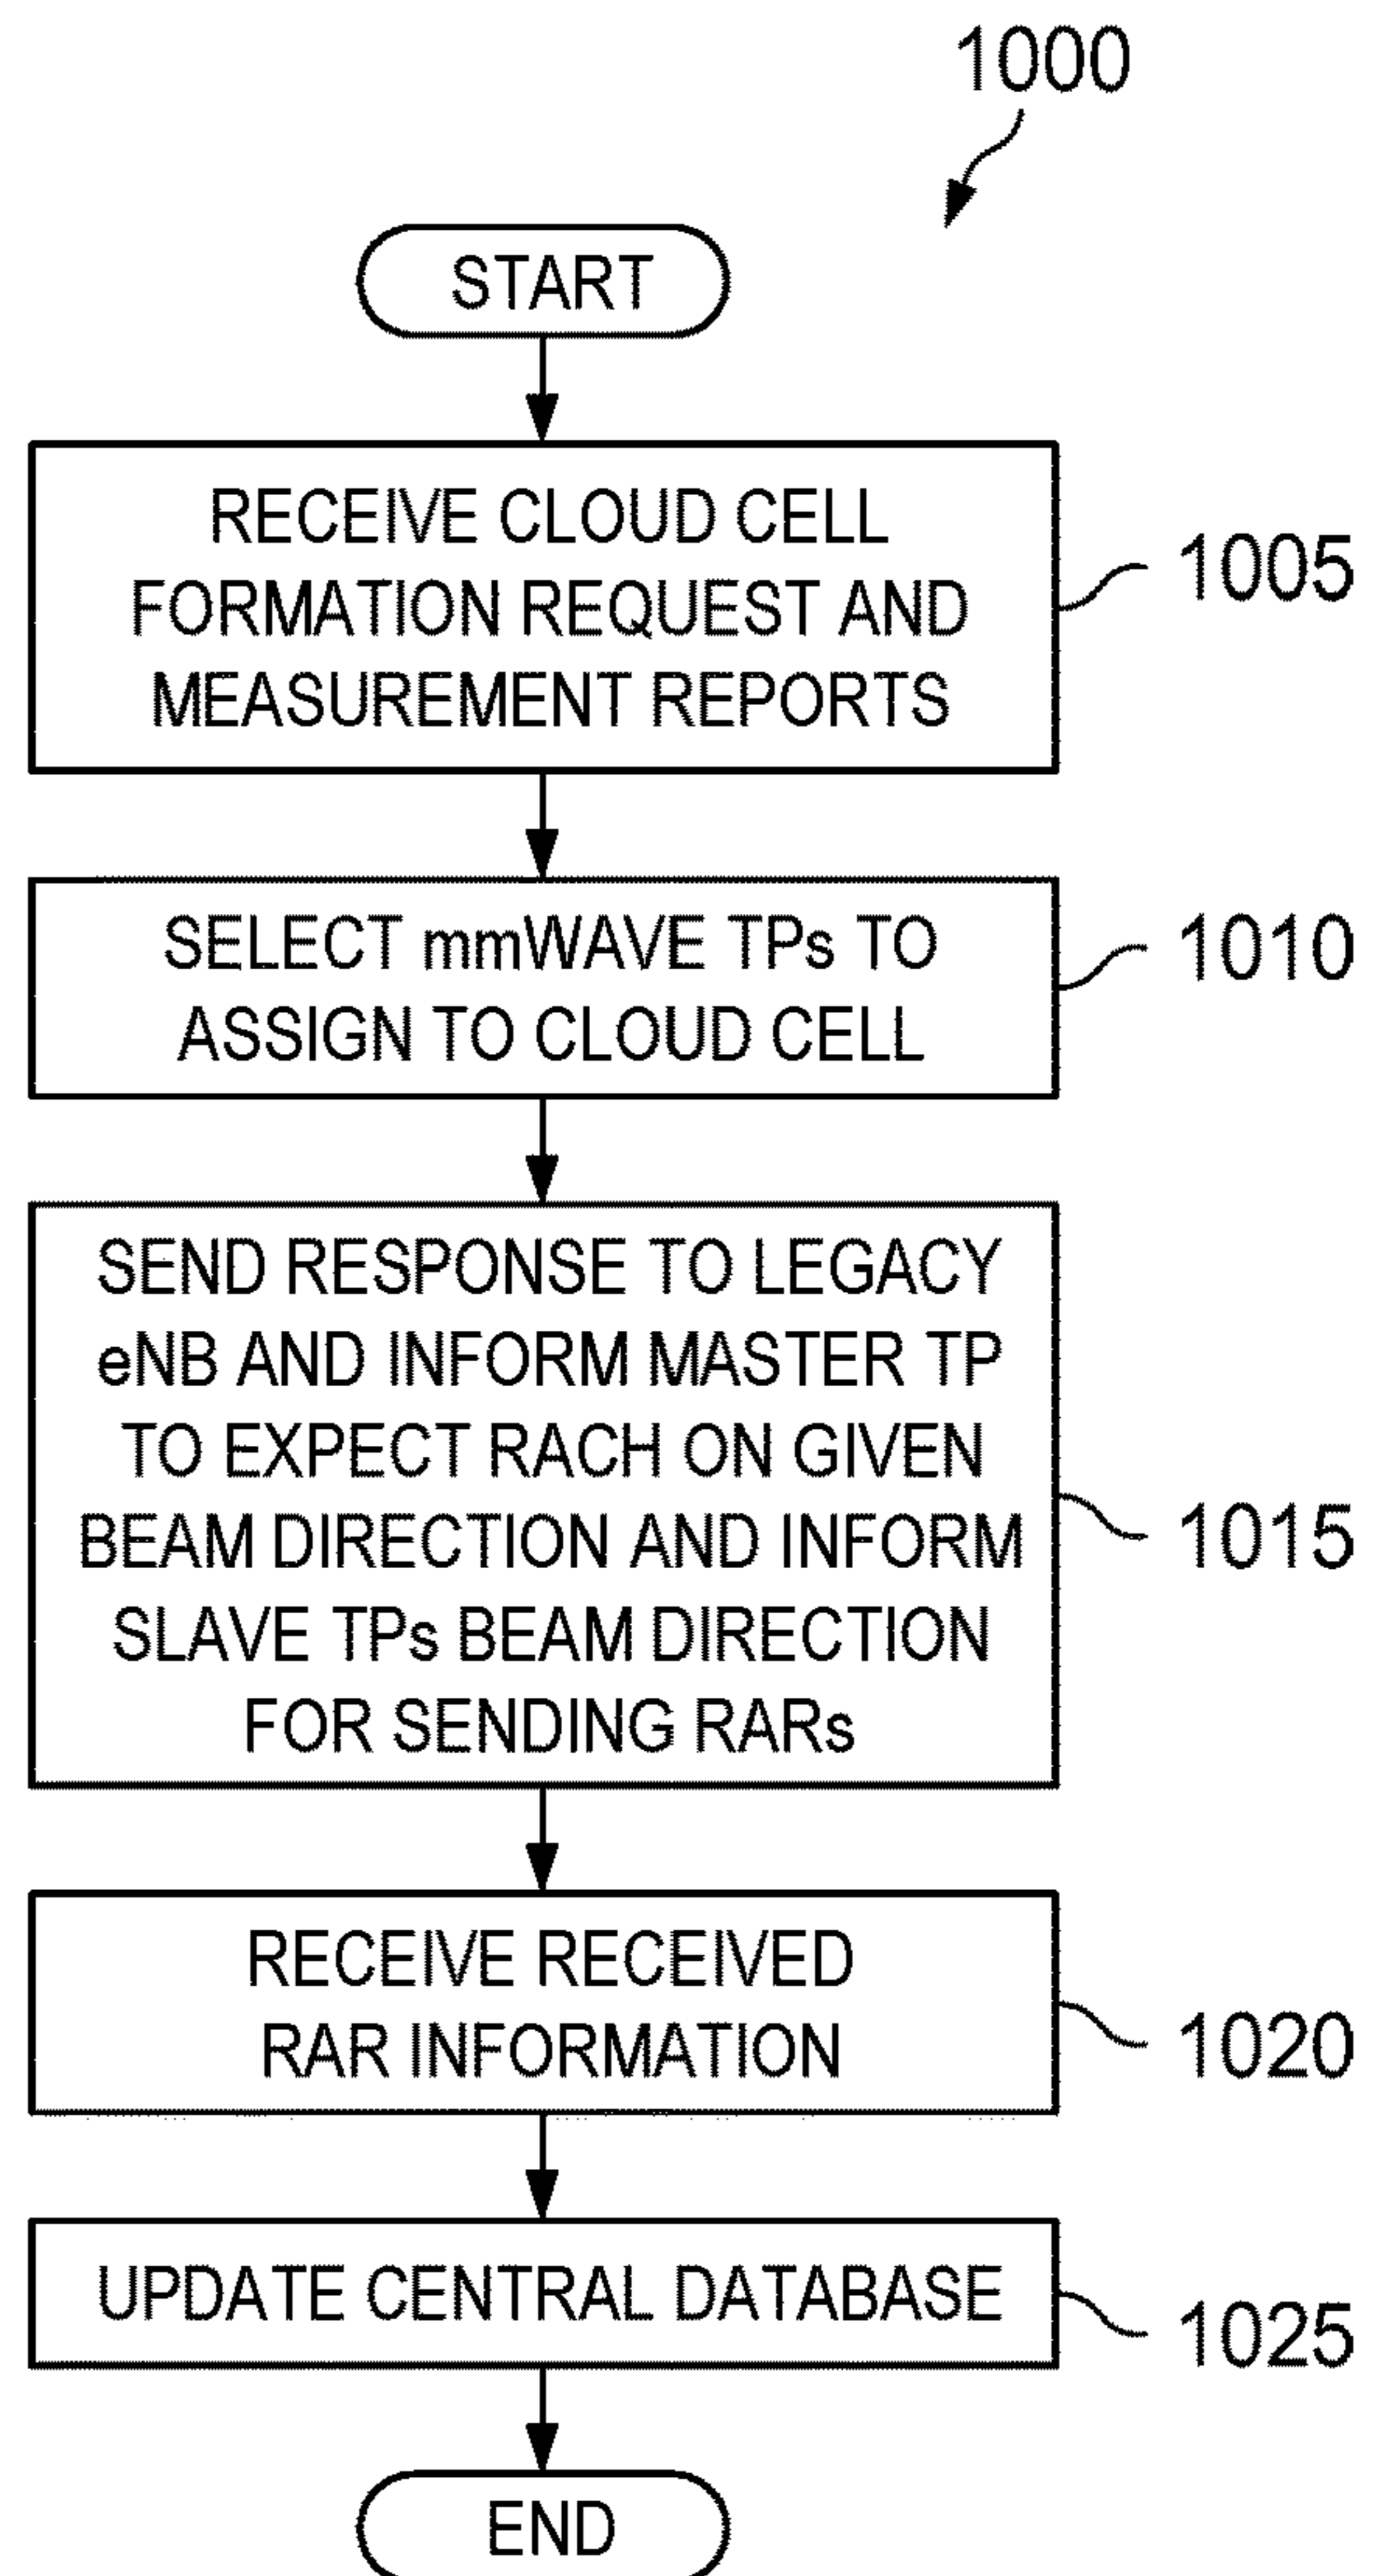 1000
START
RECEIVE CLOUD CELL
FORMATION REQUEST AND
MEASUREMENT REPORTS
1005
SELECT mmWAVE TPs TO
ASSIGN TO CLOUD CELL
1010
SEND RESPONSE TO LEGACY
eNB AND INFORM MASTER TP
TO EXPECT RACH ON GIVEN
BEAM DIRECTION AND INFORM
SLAVE TPs BEAM DIRECTION
FOR SENDING RARs
1015
RECEIVE RECEIVED
RAR INFORMATION
1020
UPDATE CENTRAL DATABASE
1025
END